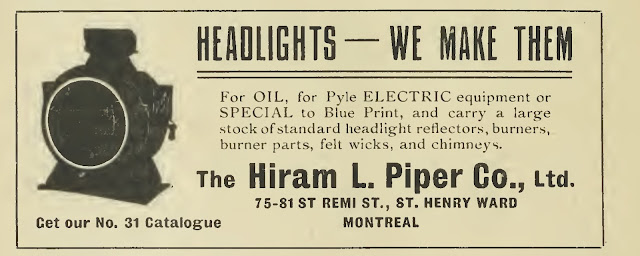 HEADLIGHTS — WE MAKE THEM
For OIL, for Pyle ELECTRIC equipment or
SPECIAL to Blue Print, and carry a large
stock of standard headlight reflectors, burners,
burner parts, felt wicks, and chimneys.
The Hiram L. Piper Co., Ltd.
75-81 ST REMI ST., ST. HENRY WARD
MONTREAL
Get our No. 31 Catalogue